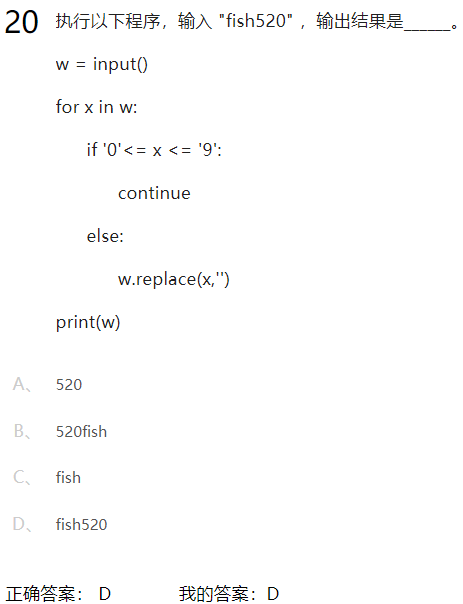 20 执行以下程序，输入 "fish520" ，输出结果是______。
w = input()
for x in w:
if '0'<= x <= '9':
continue
else:
w.replace(x,'')
print(w)
A、 520
B、 520fish
C、 fish
D、 fish520
正确答案： D 我的答案：D